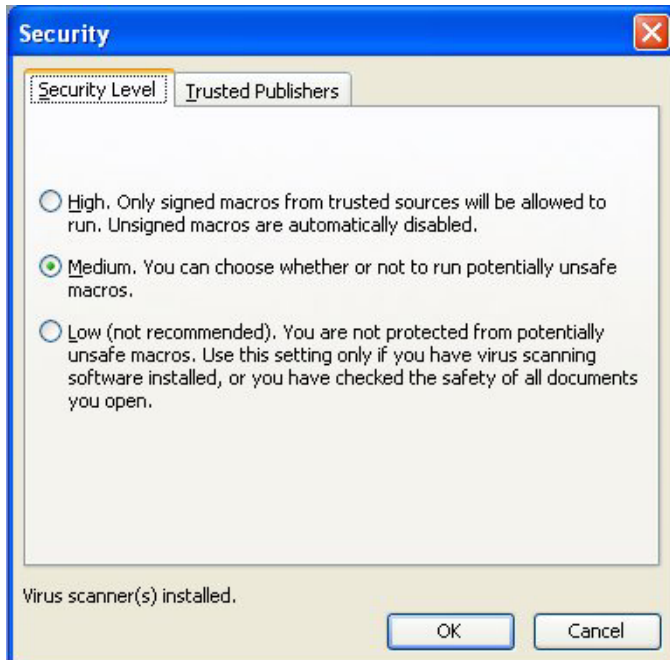 Security
Security Level
Trusted Publishers
High. Only signed macros from trusted sources will be allowed to
run. Unsigned macros are automatically disabled.
Medium. You can choose whether or not to run potentially unsafe
macros.
Low (not recommended). You are not protected from potentially
unsafe macros. Use this setting only if you have virus scanning
software installed, or you have checked the safety of all documents
you open.
Virus scanner(s) installed.
OK
Cancel